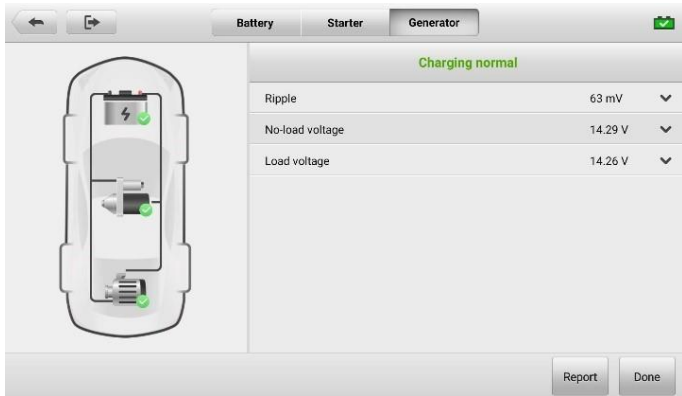 Battery Starter Generator
Charging normal
Ripple 63 mV
No-load voltage 14.29 V
Load voltage 14.26 V
Report Done